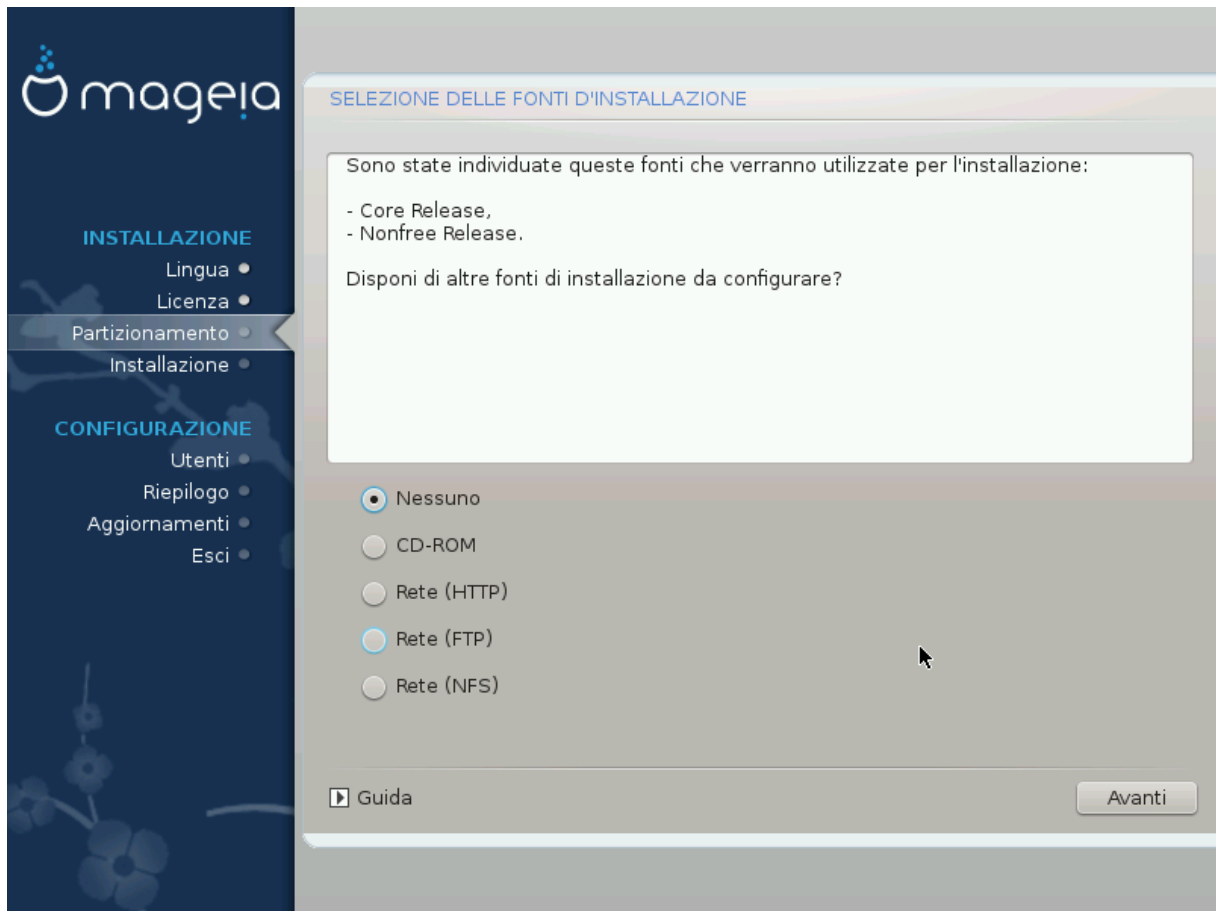 mageia
INSTALLAZIONE
Lingua
Licenza
Partizionamento
Installazione
CONFIGURAZIONE
Utenti
Riepilogo
Aggiornamenti
Esci
SELEZIONE DELLE FONTI D'INSTALLAZIONE
Sono state individuate queste fonti che verranno utilizzate per l'installazione:
- Core Release,
- Nonfree Release.
Disponi di altre fonti di installazione da configurare?
Nessuno
CD-ROM
Rete (HTTP)
Rete (FTP)
Rete (NFS)
Guida
Avanti